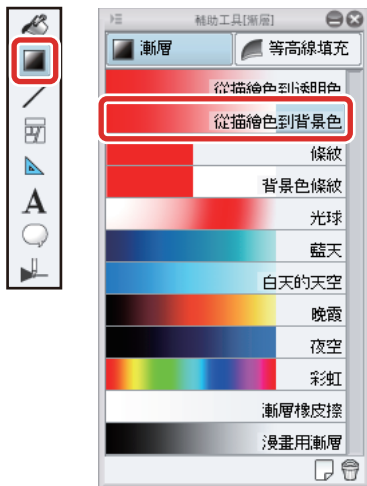 輔助工具[漸層]
漸層
等高線填充
從描繪色到透明色
從描繪色到背景色
條紋
背景色條紋
光球
藍天
白天的天空
晚霞
夜空
彩虹
漸層橡皮擦
漫畫用漸層
A